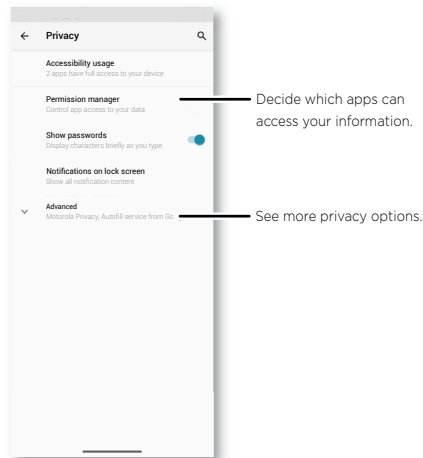 Privacy
Accessibility usage
2 apps have full access to your device
Permission manager
Control app access to your data
Decide which apps can
access your information.
Show passwords
Display characters briefly as you type
Notifications on lock screen
Show all notification content
Advanced
Motorola Privacy, Autofill service from Go
See more privacy options.